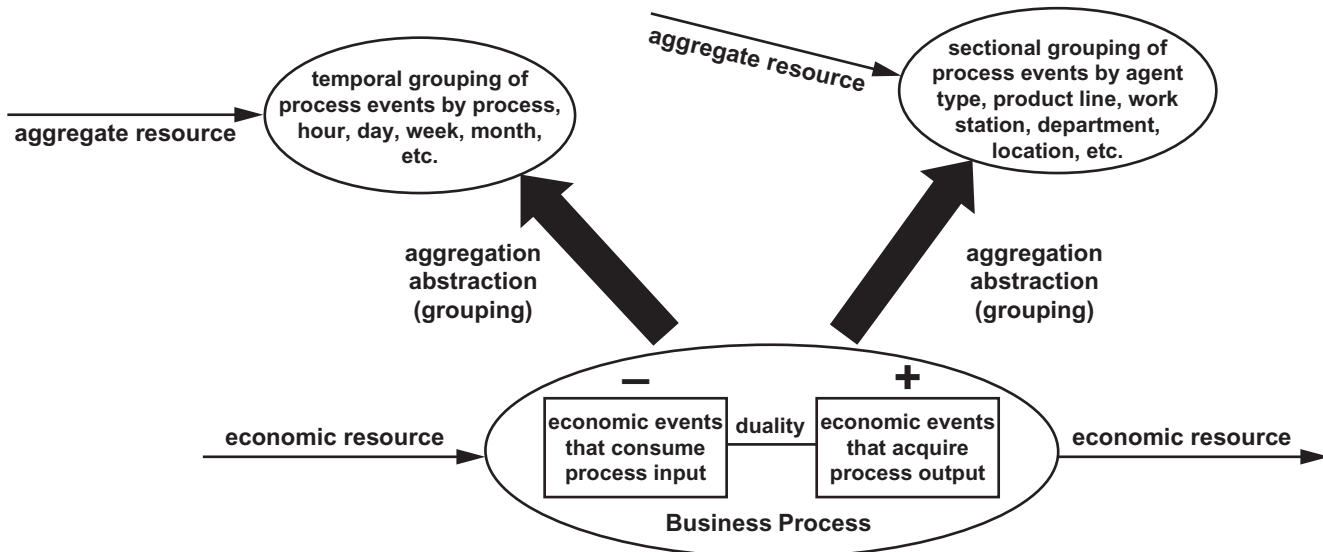 temporal grouping of
process events by process,
hour, day, week, month,
etc.
aggregate resource
aggregate resource
sectional grouping of
process events by agent
type, product line, work
station, department,
location, etc.
aggregation
abstraction
(grouping)
aggregation
abstraction
(grouping)
–
+
economic resource
economic events
that consume
process input
duality
economic events
that acquire
process output
economic resource
Business Process